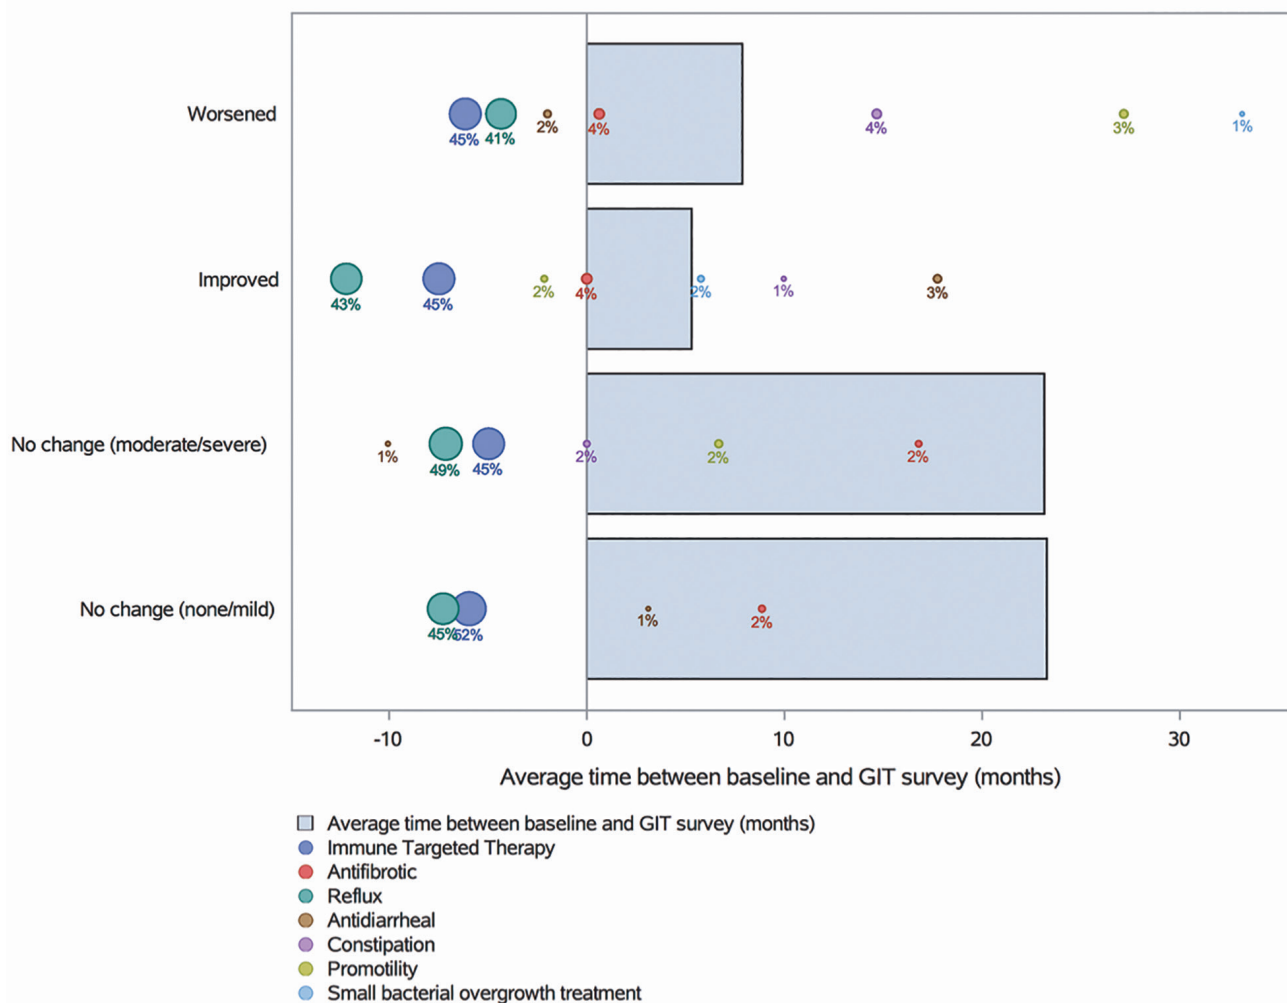 Worsened
45% 41% 2% 4% 4% 3% 1%
Improved
43% 45% 2% 4% 2% 1% 3%
No change (moderate/severe)
1% 49% 45% 2% 2% 2%
No change (none/mild)
45% 52% 1% 2%
-10 0 10 20 30
Average time between baseline and GIT survey (months)
Average time between baseline and GIT survey (months)
Immune Targeted Therapy
Antifibrotic
Reflux
Antidiarrheal
Constipation
Promotility
Small bacterial overgrowth treatment